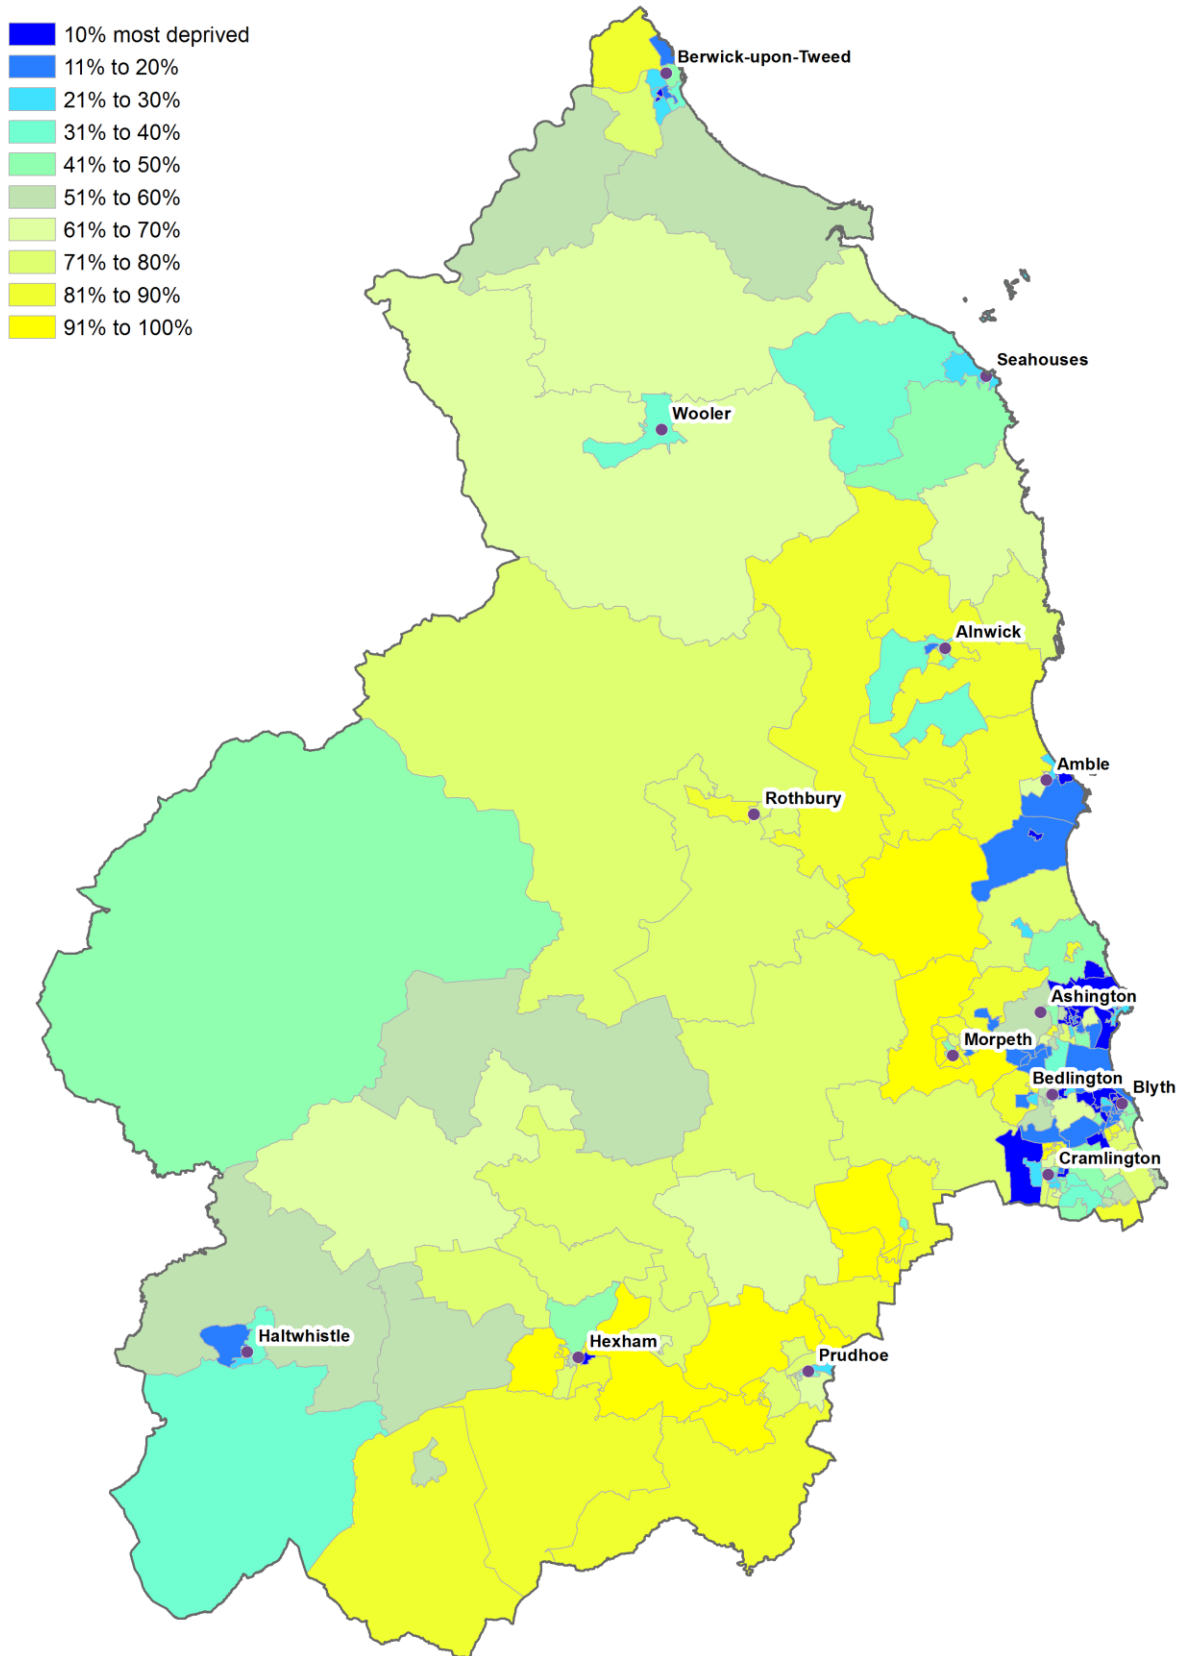 10% most deprived
11% to 20%
21% to 30%
31% to 40%
41% to 50%
51% to 60%
61% to 70%
71% to 80%
81% to 90%
91% to 100%
Berwick-upon-Tweed
Seahouses
Wooler
Alnwick
Amble
Rothbury
Ashington
Morpeth
Bedlington
Blyth
Cramlington
Haltwhistle
Hexham
Prudhoe